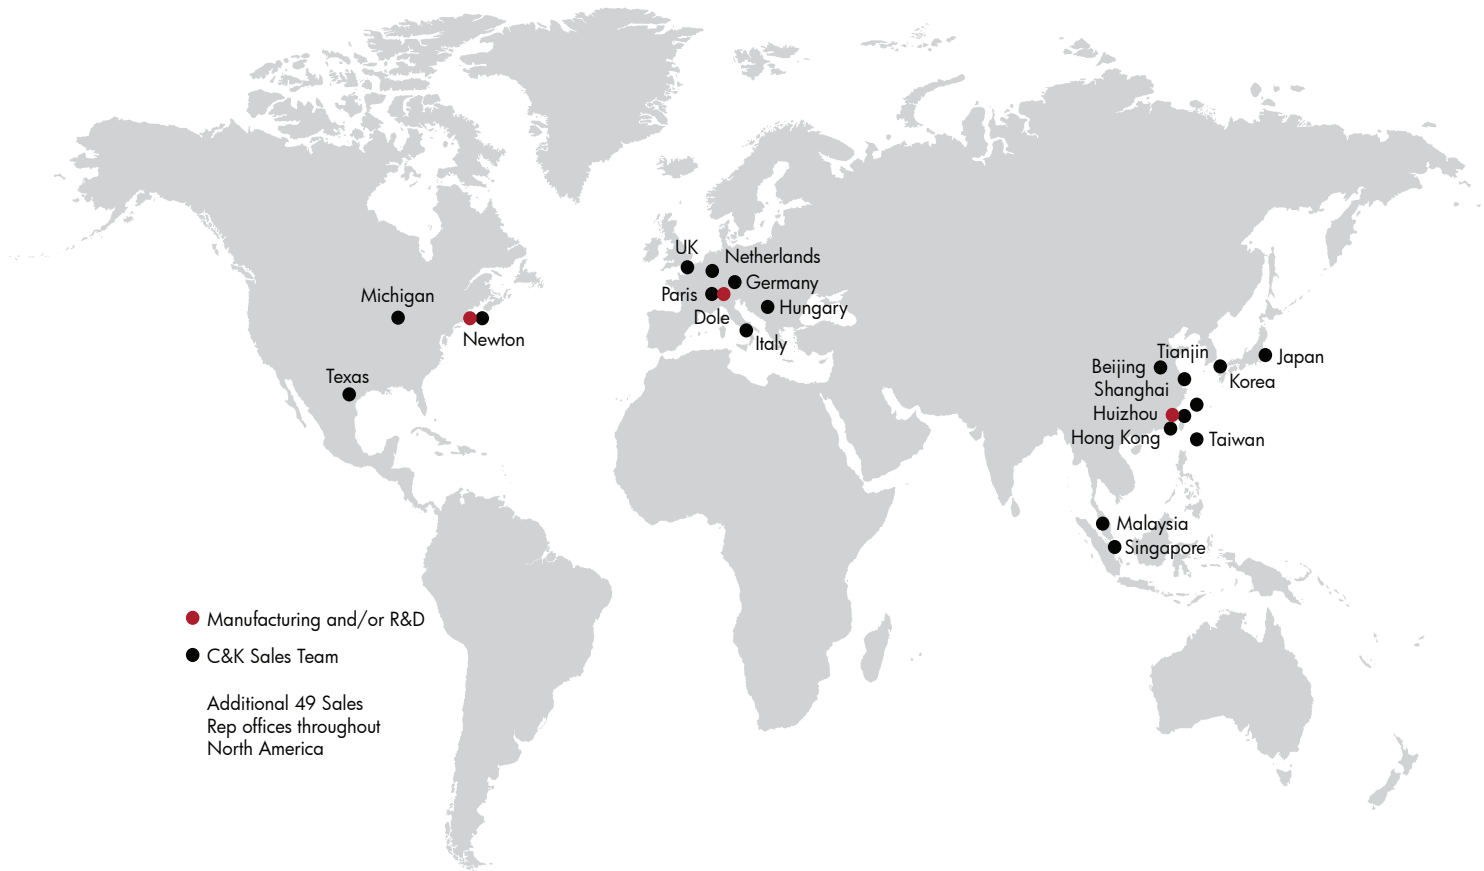 UK
Netherlands
Germany
Paris
Hungary
Dole
Italy
Michigan
Newton
Texas
Tianjin
Beijing
Japan
Korea
Shanghai
Huizhou
Hong Kong
Taiwan
Malaysia
Singapore
Manufacturing and/or R&D
C&K Sales Team
Additional 49 Sales
Rep offices throughout
North America